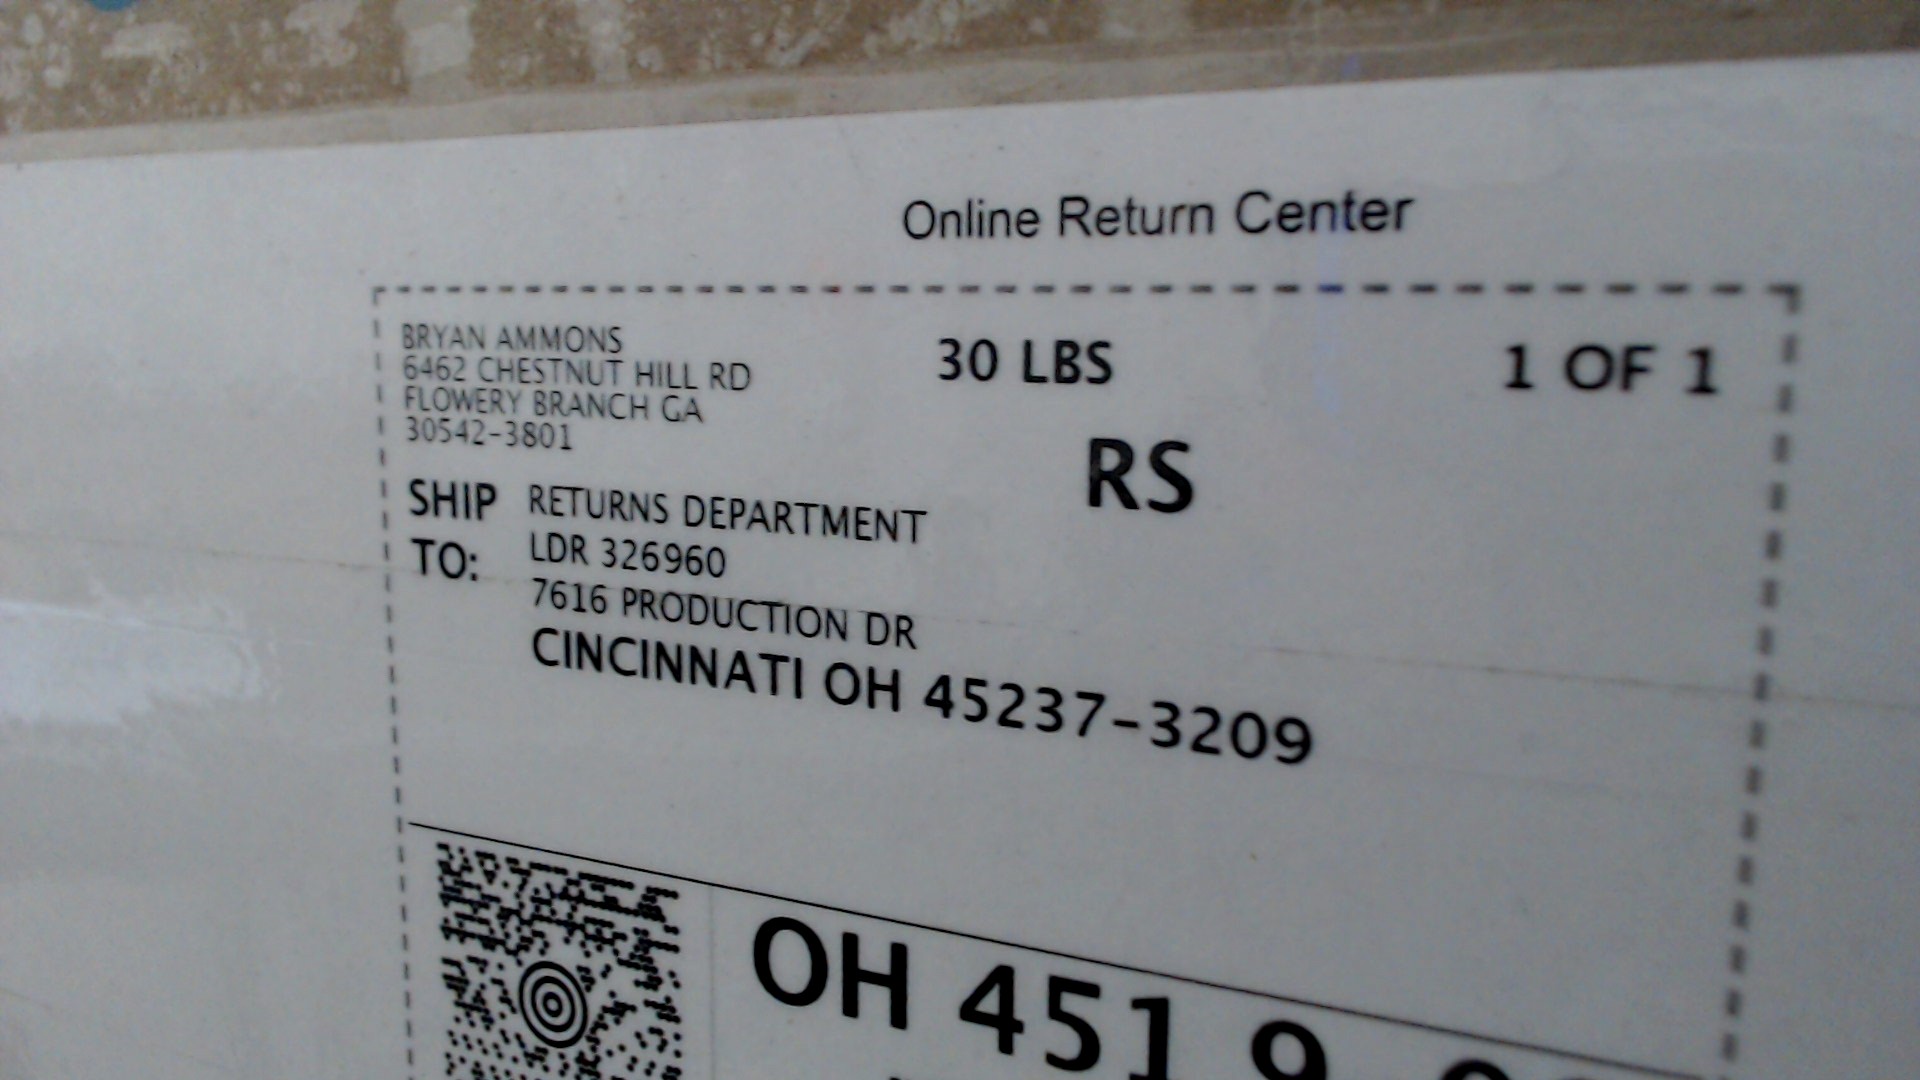 Online Return Center
BRYAN AMMONS
6462 CHESTNUT HILL RD
FLOWERY BRANCH GA
30542-3801
30 LBS
1 OF 1
RS
SHIP TO:
RETURNS DEPARTMENT
LDR 326960
7616 PRODUCTION DR
CINCINNATI OH 45237-3209
OH 451 9